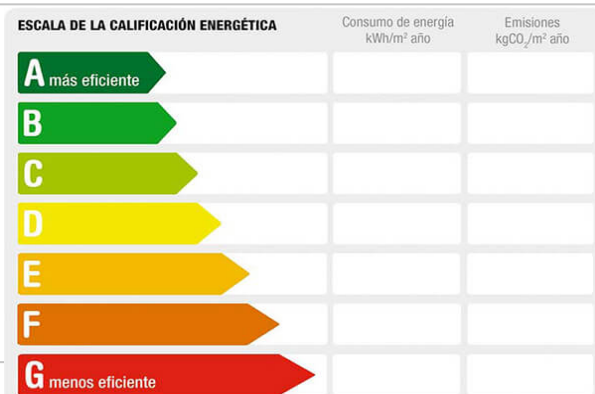 ESCALA DE LA CALIFICACIÓN ENERGÉTICA
Consumo de energía
kWh/m² año
Emisiones
kgCO₂/m² año
A más eficiente
B
C
D
E
F
G menos eficiente